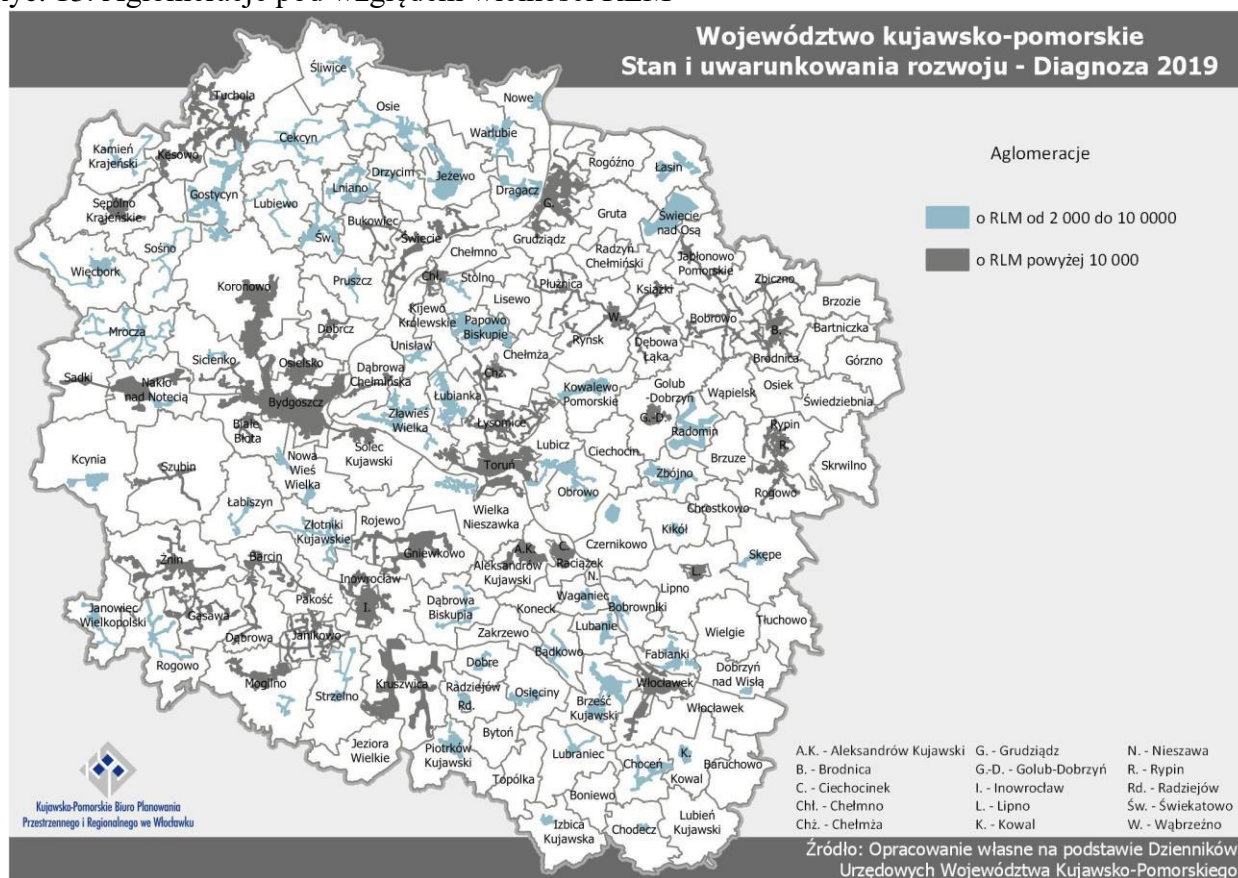 Województwo kujawsko-pomorskie
Stan i uwarunkowania rozwoju - Diagnoza 2019
Śliwice
Tuchola
Osie
Nowe
Cekcyn
Warlubie
Kamień
Krajeński
Kęsowo
Rogóźno
Łasin
Drzycim
Gostycyn
Lniano
Jeżewo
Dragacz
Sępólno
Krajeńskie
Lubiewo
G.
Bukowiec
Gruta
Świecie
nad Osą
Św.
Świecie
Grudziądz
Sośno
Chełmno
Radzyń
Chełmiński
Jabłonowo
Pomorskie
Więcbork
Chł.
Stolno
Zbiczno
Koronowo
Pruszcz
Płużnica
Książki
Lisewo
Brzozie
Kijewo
Królewskie
Papowo
Biskupie
W.
Bobrowo
B.
Bartniczka
Mrocza
Dobrcz
Ryńsk
Dębowa
Łąka
Unisław
Brodnica
Górzno
Sicienko
Chełmża
Osielsko
Dąbrowa
Chełmińska
Chż.
Sadki
Nakło
nad Notecią
Kowalewo
Pomorskie
Golub
-Dobrzyń
Wąpielsk
Osiek
Bydgoszcz
Łubianka
Świedziebnia
Zławieś
Wielka
G.-D.
Białe
Błota
Łysomice
Radomin
Rypin
Solec
Kujawski
Lubicz
R.
Kcynia
Nowa
Wieś
Wielka
Ciechocin
Brzuze
Szubin
Toruń
Zbójno
Skrwilno
Obrowo
Rogowo
Łabiszyn
Wielka
Nieszawka
Chrostkowo
Złotniki
Kujawskie
Rojewo
Kikół
Gniewkowo
A.K.
C.
Czernikowo
Żnin
Barcin
Raciążek
Skępe
Inowrocław
Aleksandrów
Kujawski
N.
L.
Pakość
I.
Waganiec
Lipno
Janowiec
Wielkopolski
Dąbrowa
Biskupia
Koneck
Bobrowniki
Gąsawa
Tłuchowo
Janikowo
Lubanie
Wielgie
Dąbrowa
Zakrzewo
Bądkowo
Rogowo
Dobre
Fabianki
Dobrzyń
nad Wisłą
Mogilno
Strzelno
Kruszwica
Radziejów
Osięciny
Włocławek
Rd.
Brześć
Kujawski
Włocławek
Bytoń
Jeziora
Wielkie
Piotrków
Kujawski
Lubraniec
K.
Choceń
Baruchowo
Topólka
Kowal
Boniewo
Lubień
Kujawski
Izbica
Kujawska
Chodecz
Aglomeracje
o RLM od 2 000 do 10 0000
o RLM powyżej 10 000
A.K. - Aleksandrów Kujawski
B. - Brodnica
C. - Ciechocinek
Chł. - Chełmno
Chż. - Chełmża
G. - Grudziądz
G.-D. - Golub-Dobrzyń
I. - Inowrocław
L. - Lipno
K. - Kowal
N. - Nieszawa
R. - Rypin
Rd. - Radziejów
Św. - Świekatowo
W. - Wąbrzeźno
Kujawsko-Pomorskie Biuro Planowania
Przestrzennego i Regionalnego we Włocławku
Źródło: Opracowanie własne na podstawie Dzienników
Urzędowych Województwa Kujawsko-Pomorskiego